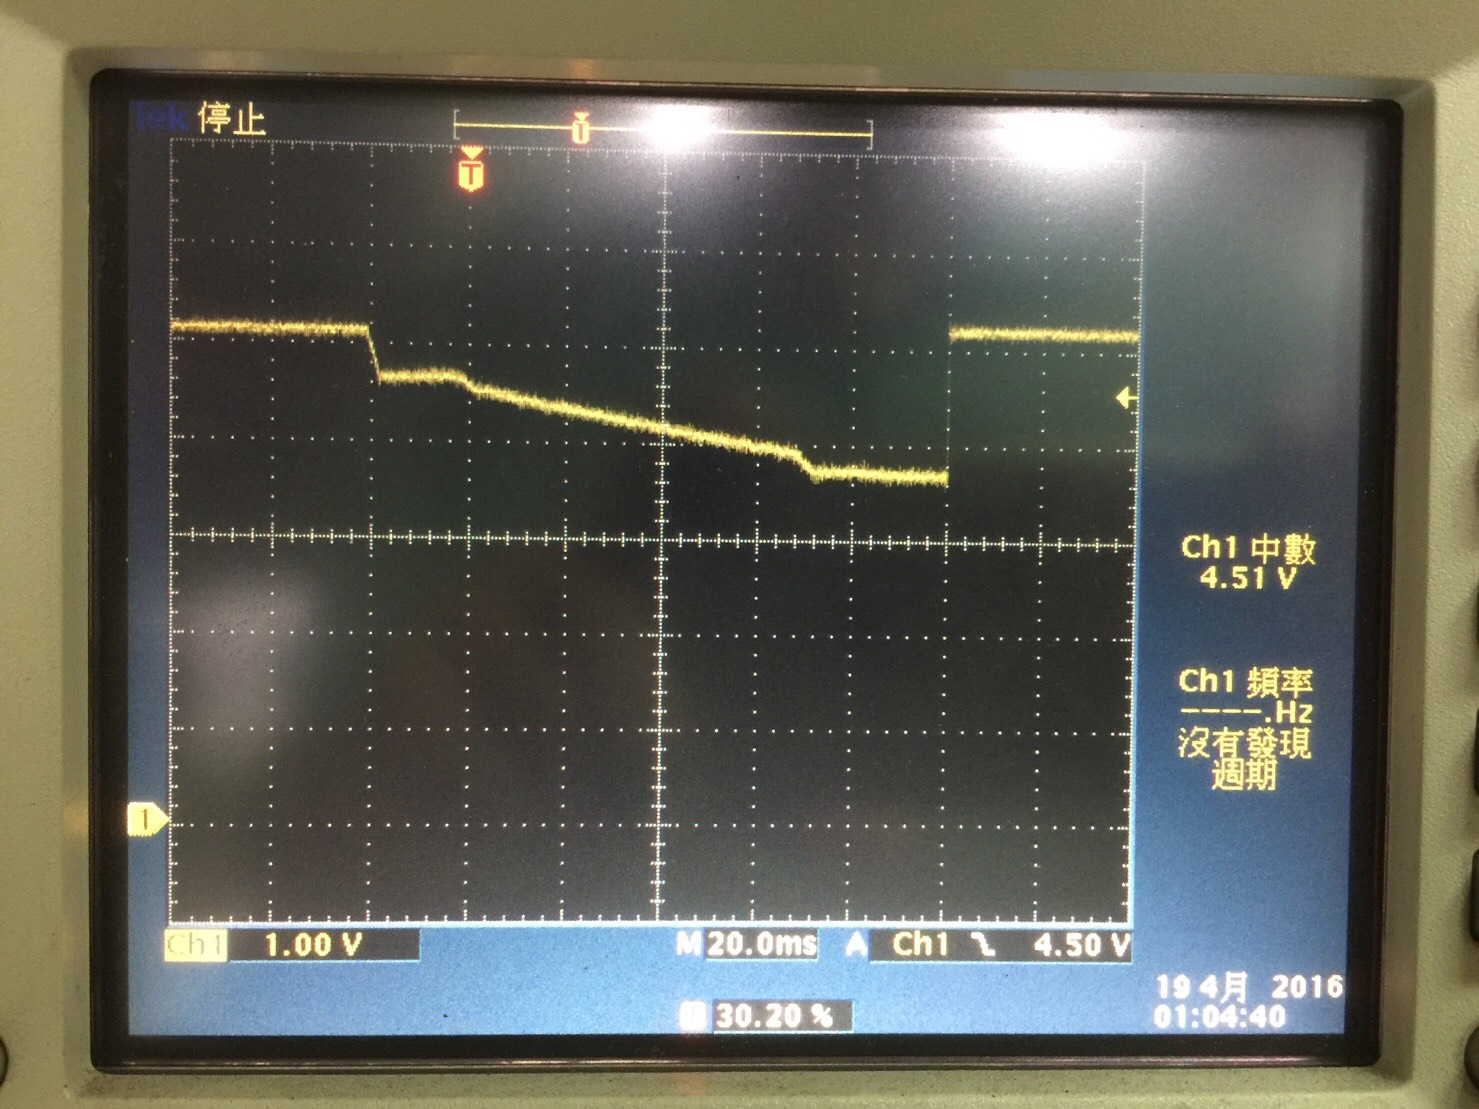 Tek 停止
T
T
1
Ch1 中數
4.51 V
Ch1 頻率
----.Hz
沒有發現
週期
Ch1 1.00 V M 20.0ms A Ch1 4.50 V
30.20 %
19 4月 2016
01:04:40